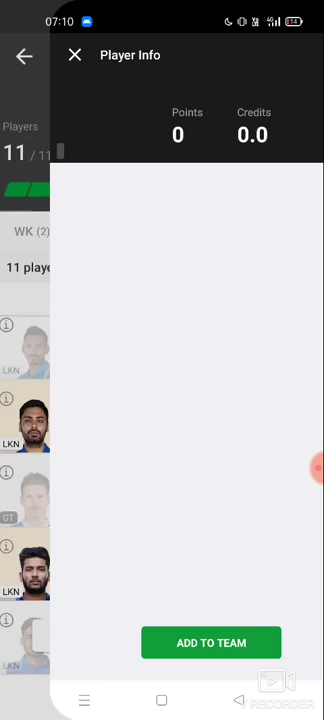 07:10
14
Player Info
Points
Credits
0
0.0
Players
11 / 11
WK (2)
11 playe
LKN
LKN
GT
LKN
LKN
ADD TO TEAM
RECORDER